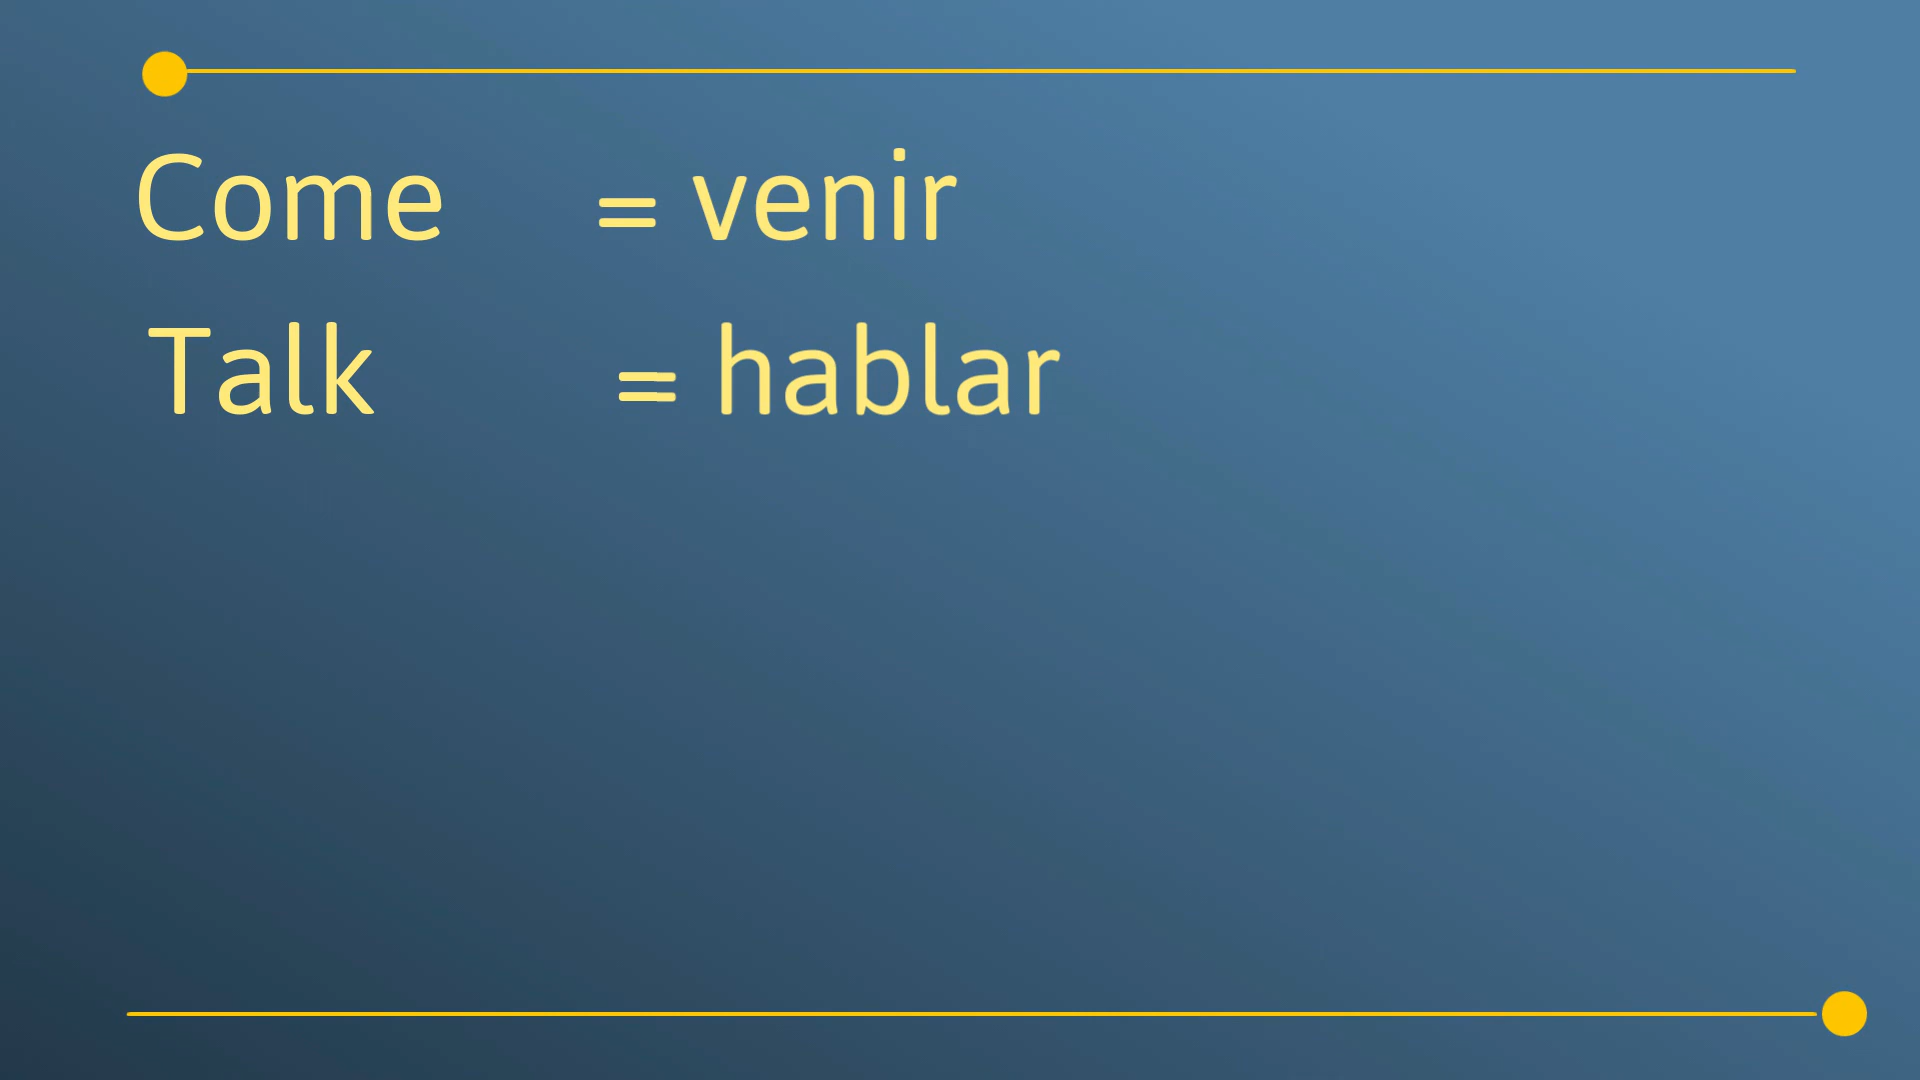 Come = venir
Talk = hablar